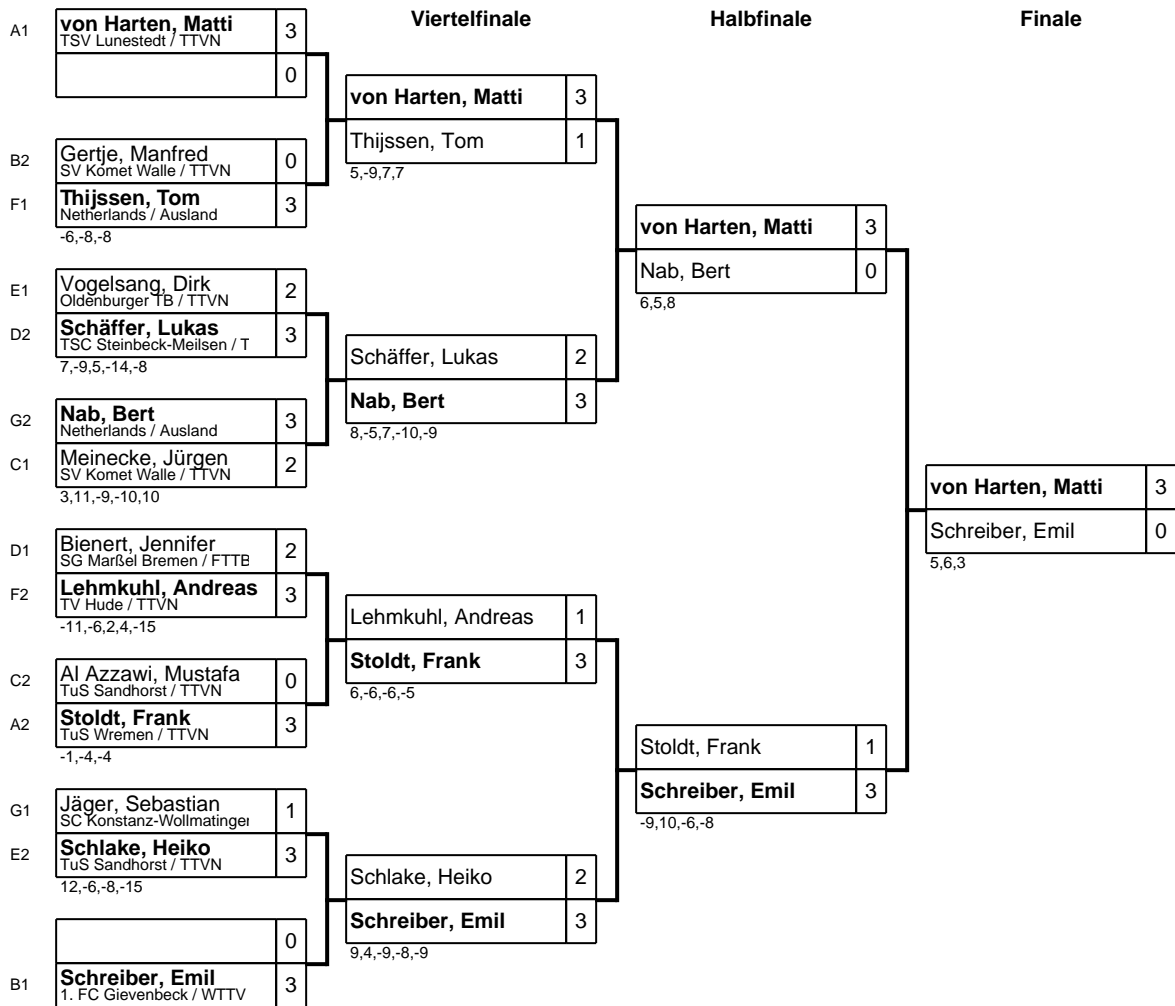 Viertelfinale
Halbfinale
Finale
A1
von Harten, Matti 3
TSV Lunestedt / TTVN
0
B2
Gertje, Manfred 0
SV Komet Walle / TTVN
F1
Thijssen, Tom 3
Netherlands / Ausland
-6,-8,-8
E1
Vogelsang, Dirk 2
Oldenburger TB / TTVN
D2
Schäffer, Lukas 3
TSC Steinbeck-Meilsen / T
7,-9,5,-14,-8
G2
Nab, Bert 3
Netherlands / Ausland
C1
Meinecke, Jürgen 2
SV Komet Walle / TTVN
3,11,-9,-10,10
D1
Bienert, Jennifer 2
SG Marßel Bremen / FTTB
F2
Lehmkuhl, Andreas 3
TV Hude / TTVN
-11,-6,2,4,-15
C2
Al Azzawi, Mustafa 0
TuS Sandhorst / TTVN
A2
Stoldt, Frank 3
TuS Wremen / TTVN
-1,-4,-4
G1
Jäger, Sebastian 1
SC Konstanz-Wollmatinger
E2
Schlake, Heiko 3
TuS Sandhorst / TTVN
12,-6,-8,-15
0
B1
Schreiber, Emil 3
1. FC Gievenbeck / WTTV
von Harten, Matti 3
Thijssen, Tom 1
5,-9,7,7
Schäffer, Lukas 2
Nab, Bert 3
8,-5,7,-10,-9
Lehmkuhl, Andreas 1
Stoldt, Frank 3
6,-6,-6,-5
Schlake, Heiko 2
Schreiber, Emil 3
9,4,-9,-8,-9
von Harten, Matti 3
Nab, Bert 0
6,5,8
Stoldt, Frank 1
Schreiber, Emil 3
-9,10,-6,-8
von Harten, Matti 3
Schreiber, Emil 0
5,6,3